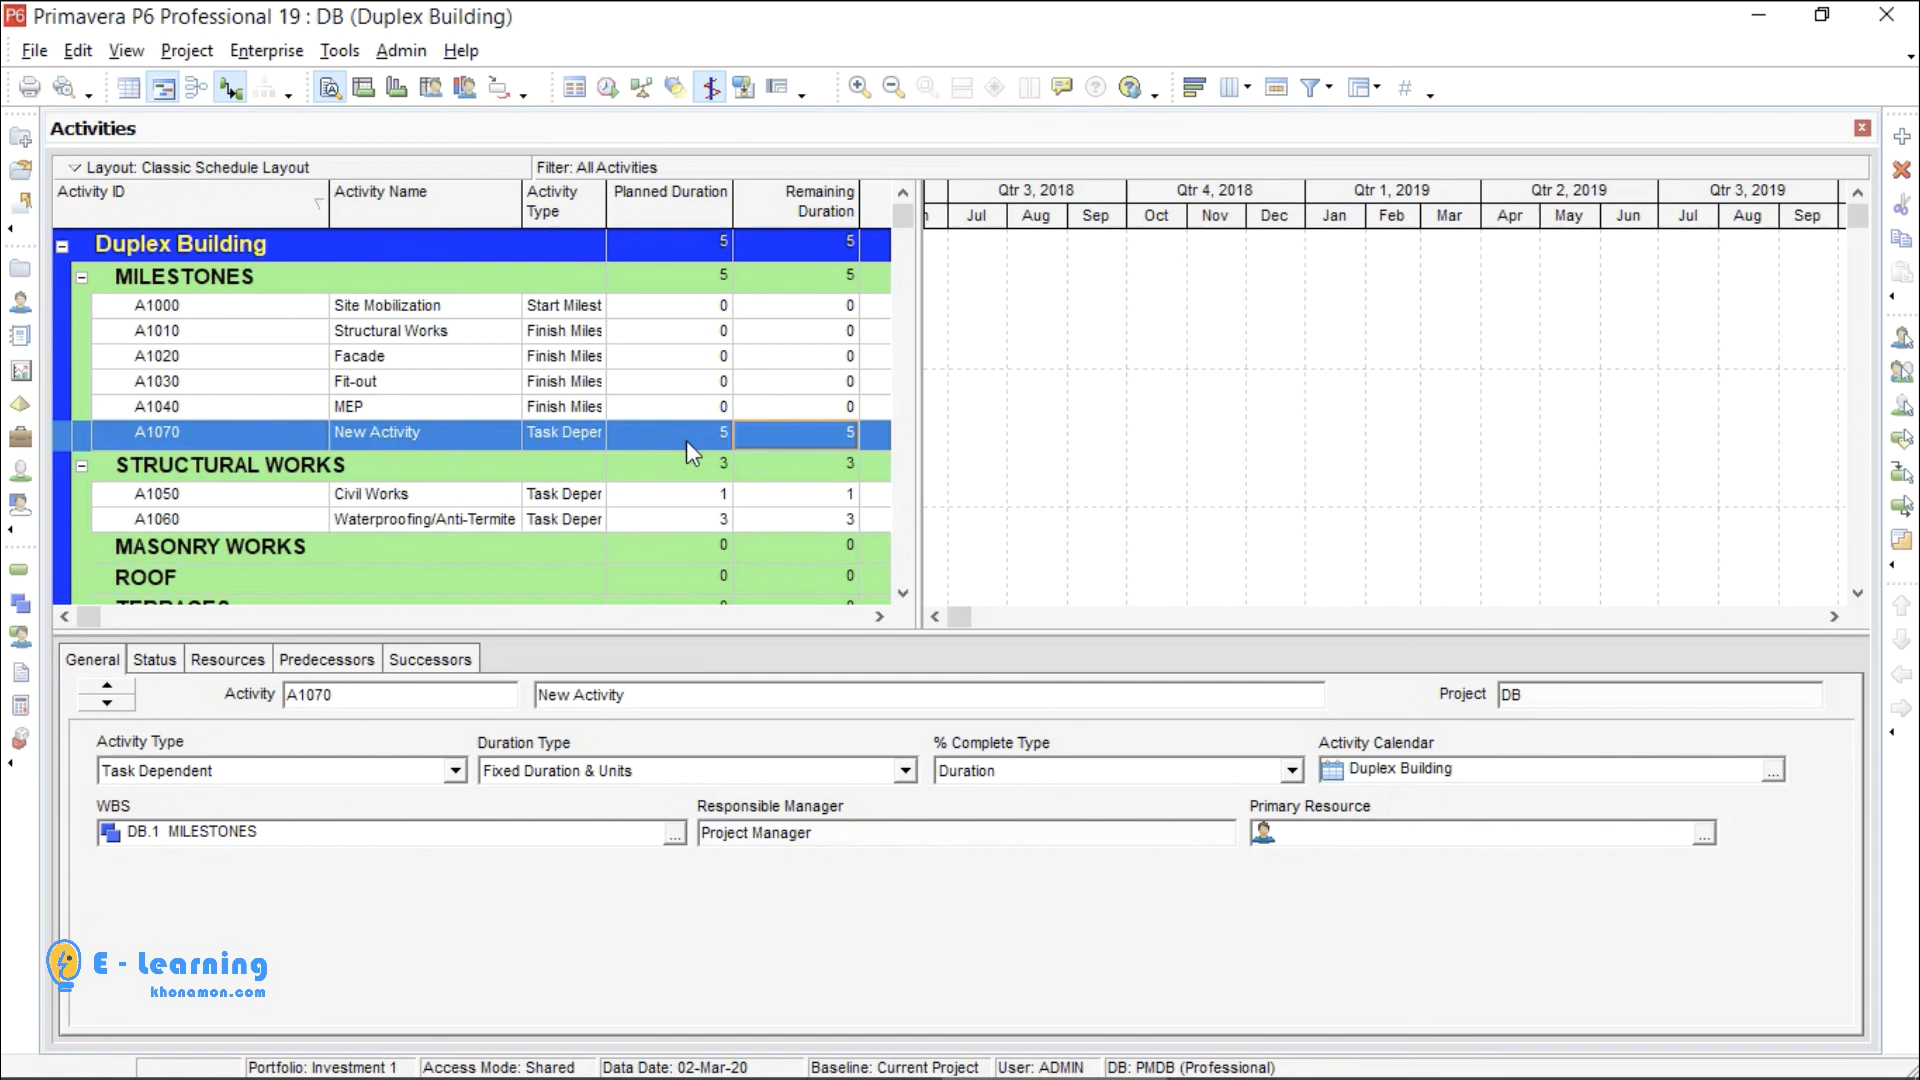 P6 Primavera P6 Professional 19 : DB (Duplex Building)
File Edit View Project Enterprise Tools Admin Help
Activities
Layout: Classic Schedule Layout Filter: All Activities
Activity ID Activity Name Activity Type Planned Duration Remaining Duration
Qtr 3, 2018 Qtr 4, 2018 Qtr 1, 2019 Qtr 2, 2019 Qtr 3, 2019
Jul Aug Sep Oct Nov Dec Jan Feb Mar Apr May Jun Jul Aug Sep
Duplex Building 5 5
MILESTONES 5 5
A1000 Site Mobilization Start Milest 0 0
A1010 Structural Works Finish Miles 0 0
A1020 Facade Finish Miles 0 0
A1030 Fit-out Finish Miles 0 0
A1040 MEP Finish Miles 0 0
A1070 New Activity Task Deper 5 5
STRUCTURAL WORKS 3 3
A1050 Civil Works Task Deper 1 1
A1060 Waterproofing/Anti-Termite Task Deper 3 3
MASONRY WORKS 0 0
ROOF 0 0
General Status Resources Predecessors Successors
Activity A1070 New Activity Project DB
Activity Type Duration Type % Complete Type Activity Calendar
Task Dependent Fixed Duration & Units Duration Duplex Building
WBS Responsible Manager Primary Resource
DB.1 MILESTONES Project Manager
E - Learning
khonamon.com
Portfolio: Investment 1 Access Mode: Shared Data Date: 02-Mar-20 Baseline: Current Project User: ADMIN DB: PMDB (Professional)